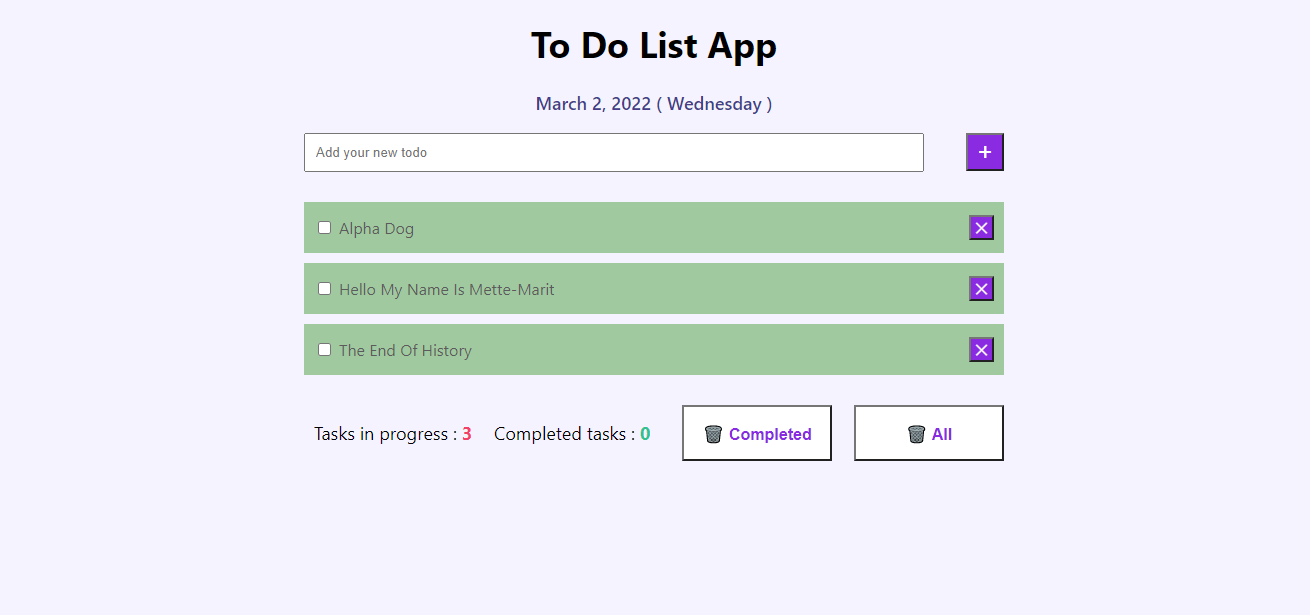 To Do List App
March 2, 2022 ( Wednesday )
Add your new todo
+
Alpha Dog
Hello My Name Is Mette-Marit
The End Of History
Tasks in progress : 3 Completed tasks : 0 Completed All